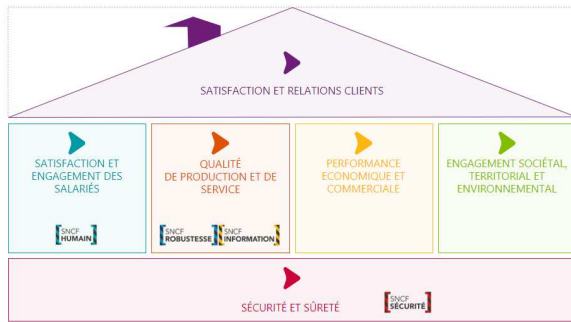 SATISFACTION ET RELATIONS CLIENTS
SATISFACTION ET
ENGAGEMENT DES
SALARIÉS
SNCF
HUMAIN
QUALITÉ
DE PRODUCTION ET DE
SERVICE
SNCF
ROBUSTESSE
SNCF
INFORMATION
PERFORMANCE
ECONOMIQUE ET
COMMERCIALE
ENGAGEMENT SOCIÉTAL,
TERRITORIAL ET
ENVIRONNEMENTAL
SÉCURITÉ ET SÛRETÉ
SNCF
SÉCURITÉ